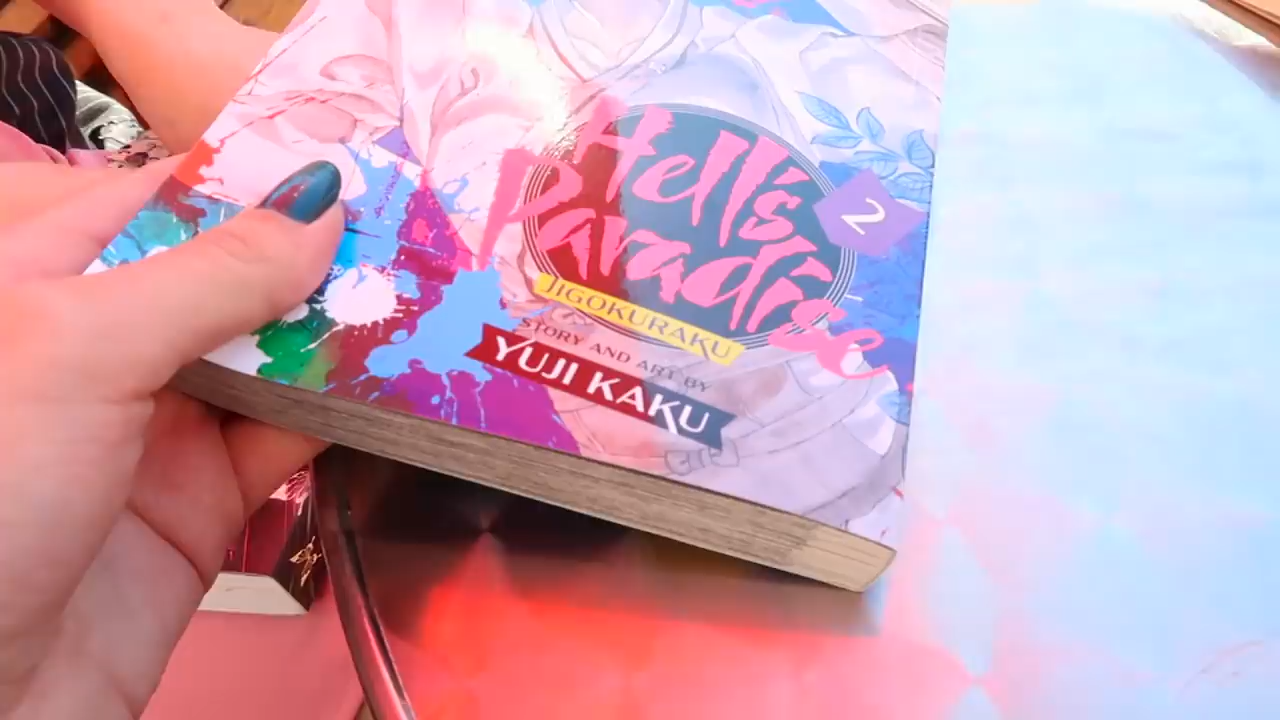 Hell's
Paradise
2
JIGOKURAKU
STORY AND ART BY
YUJI KAKU